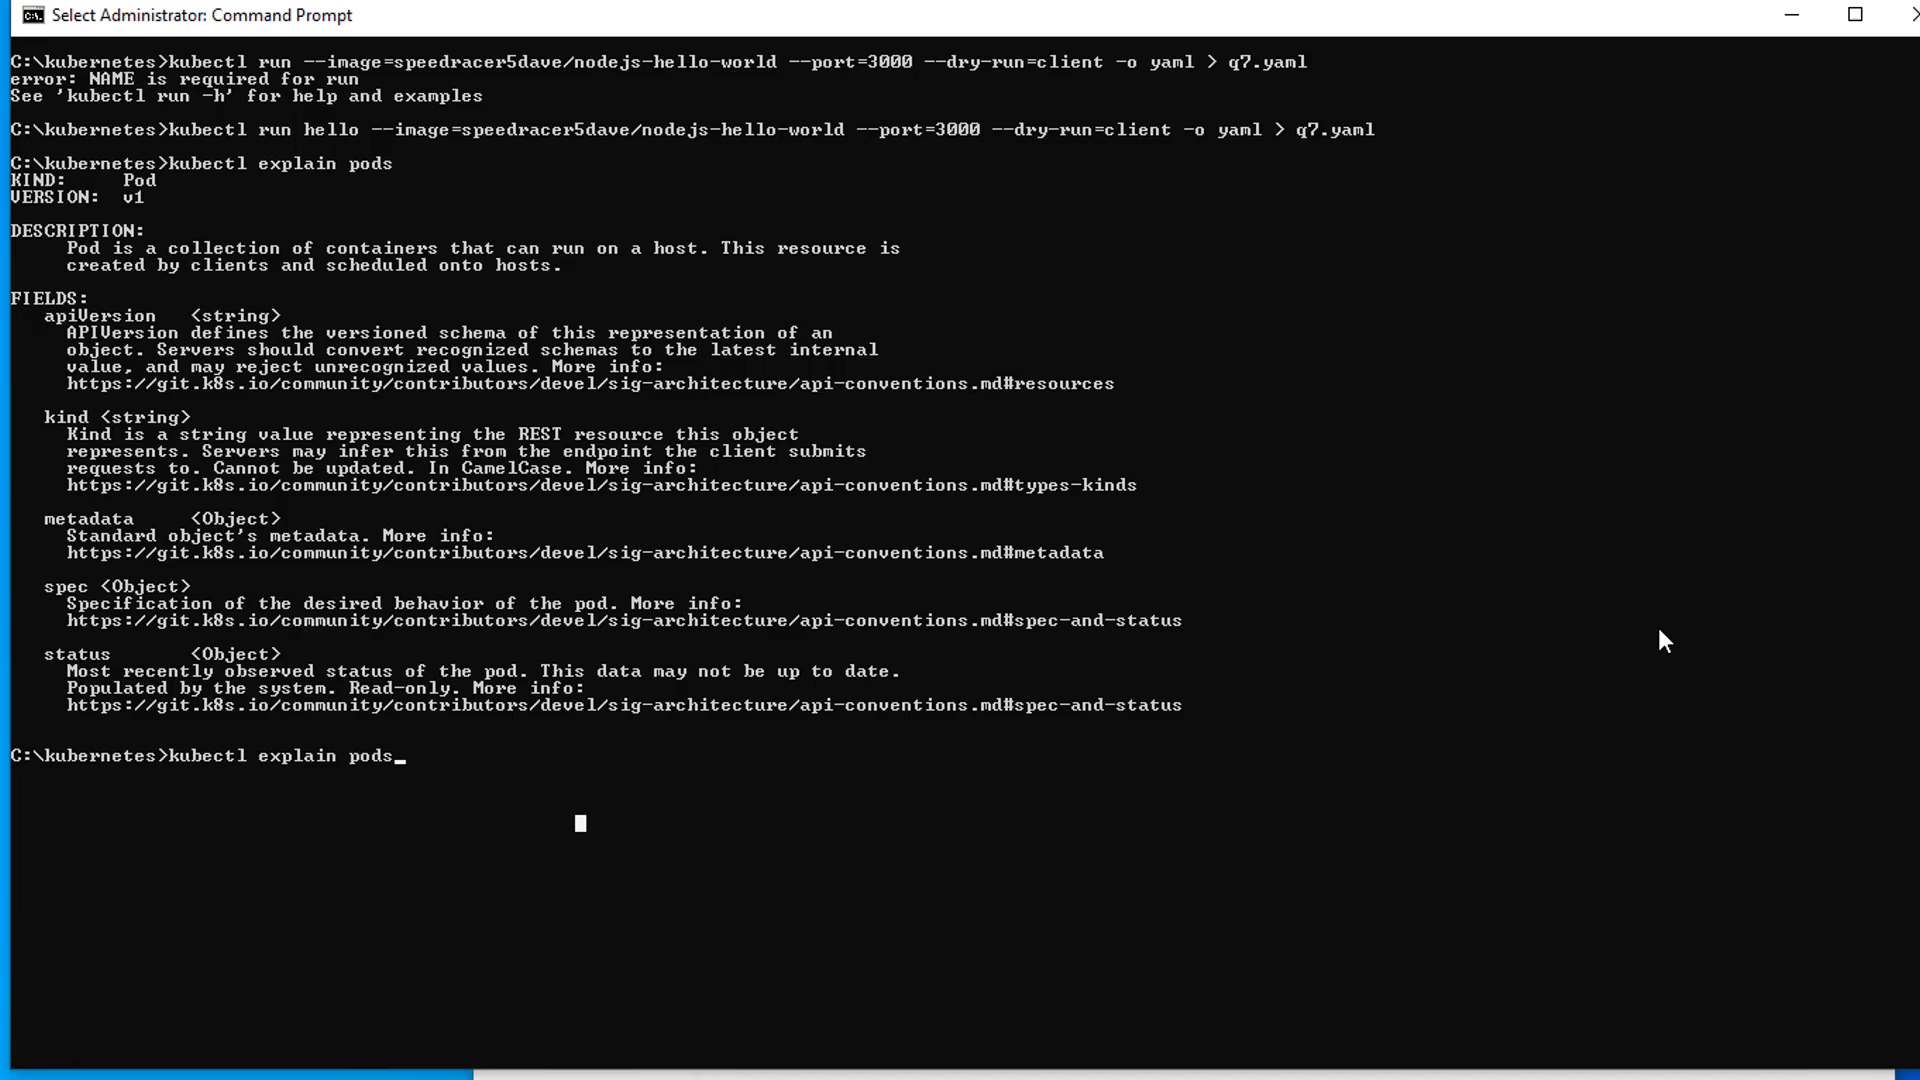 Select Administrator: Command Prompt
C:\kubernetes>kubectl run --image=speedracer5dave/nodejs-hello-world --port=3000 --dry-run=client -o yaml > q7.yaml
error: NAME is required for run
See 'kubectl run -h' for help and examples
C:\kubernetes>kubectl run hello --image=speedracer5dave/nodejs-hello-world --port=3000 --dry-run=client -o yaml > q7.yaml
C:\kubernetes>kubectl explain pods
KIND:     Pod
VERSION:  v1
DESCRIPTION:
Pod is a collection of containers that can run on a host. This resource is
created by clients and scheduled onto hosts.
FIELDS:
apiVersion   <string>
APIVersion defines the versioned schema of this representation of an
object. Servers should convert recognized schemas to the latest internal
value, and may reject unrecognized values. More info:
https://git.k8s.io/community/contributors/devel/sig-architecture/api-conventions.md#resources
kind <string>
Kind is a string value representing the REST resource this object
represents. Servers may infer this from the endpoint the client submits
requests to. Cannot be updated. In CamelCase. More info:
https://git.k8s.io/community/contributors/devel/sig-architecture/api-conventions.md#types-kinds
metadata     <Object>
Standard object's metadata. More info:
https://git.k8s.io/community/contributors/devel/sig-architecture/api-conventions.md#metadata
spec <Object>
Specification of the desired behavior of the pod. More info:
https://git.k8s.io/community/contributors/devel/sig-architecture/api-conventions.md#spec-and-status
status       <Object>
Most recently observed status of the pod. This data may not be up to date.
Populated by the system. Read-only. More info:
https://git.k8s.io/community/contributors/devel/sig-architecture/api-conventions.md#spec-and-status
C:\kubernetes>kubectl explain pods